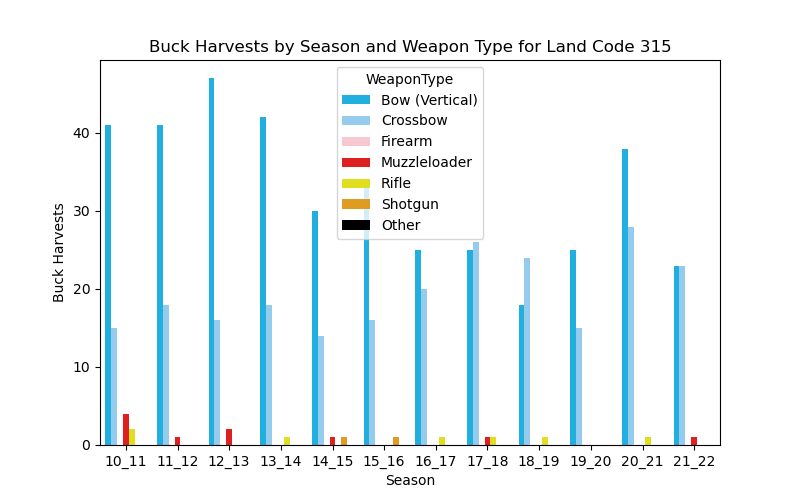 Buck Harvests by Season and Weapon Type for Land Code 315
WeaponType
Bow (Vertical)
Crossbow
Firearm
Muzzleloader
Rifle
Shotgun
Other
Buck Harvests
40
30
20
10
0
10_11 11_12 12_13 13_14 14_15 15_16 16_17 17_18 18_19 19_20 20_21 21_22
Season